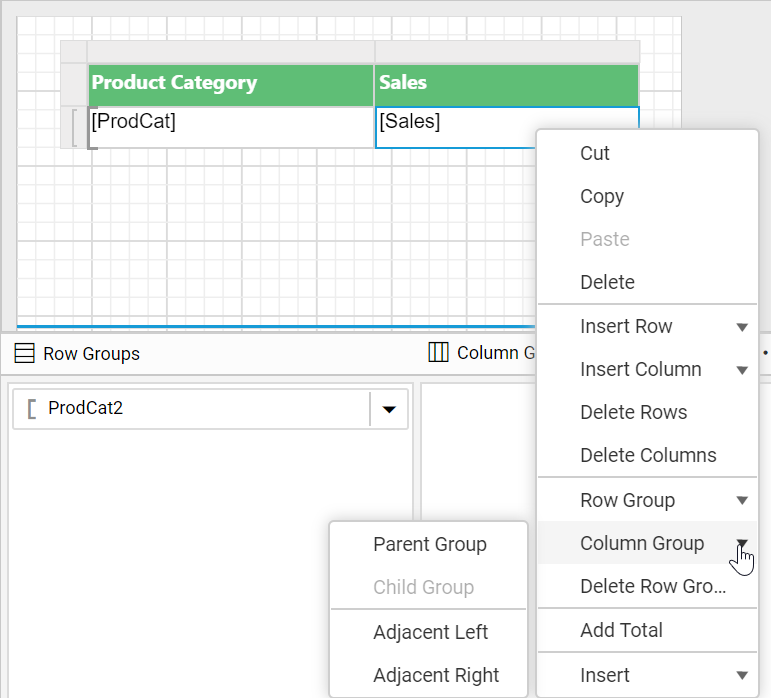 Product Category
Sales
[ProdCat]
[Sales]
Cut
Copy
Paste
Delete
Insert Row
Insert Column
Delete Rows
Delete Columns
Row Group
Column Group
Delete Row Gro...
Add Total
Insert
Row Groups
Column G
ProdCat2
Parent Group
Child Group
Adjacent Left
Adjacent Right